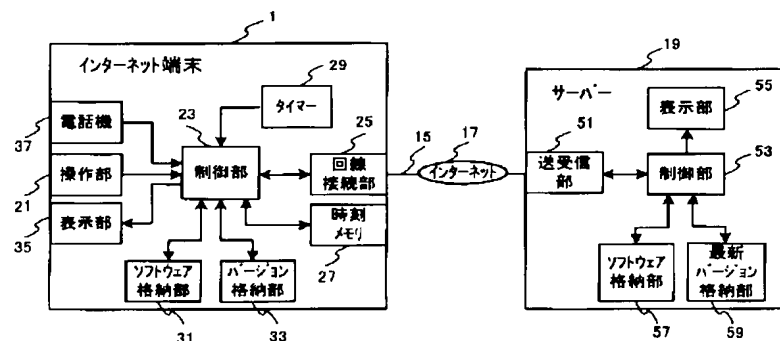 1
インターネット端末
29
タイマー
23
25
37
電話機
制御部
回線
接続部
15
17
インターネット
21
操作部
35
表示部
時刻
メモリ
27
ソフトウェア
格納部
31
バージョン
格納部
33
19
サーバー
55
表示部
51
送受信
部
53
制御部
ソフトウェア
格納部
57
最新
バージョン
格納部
59